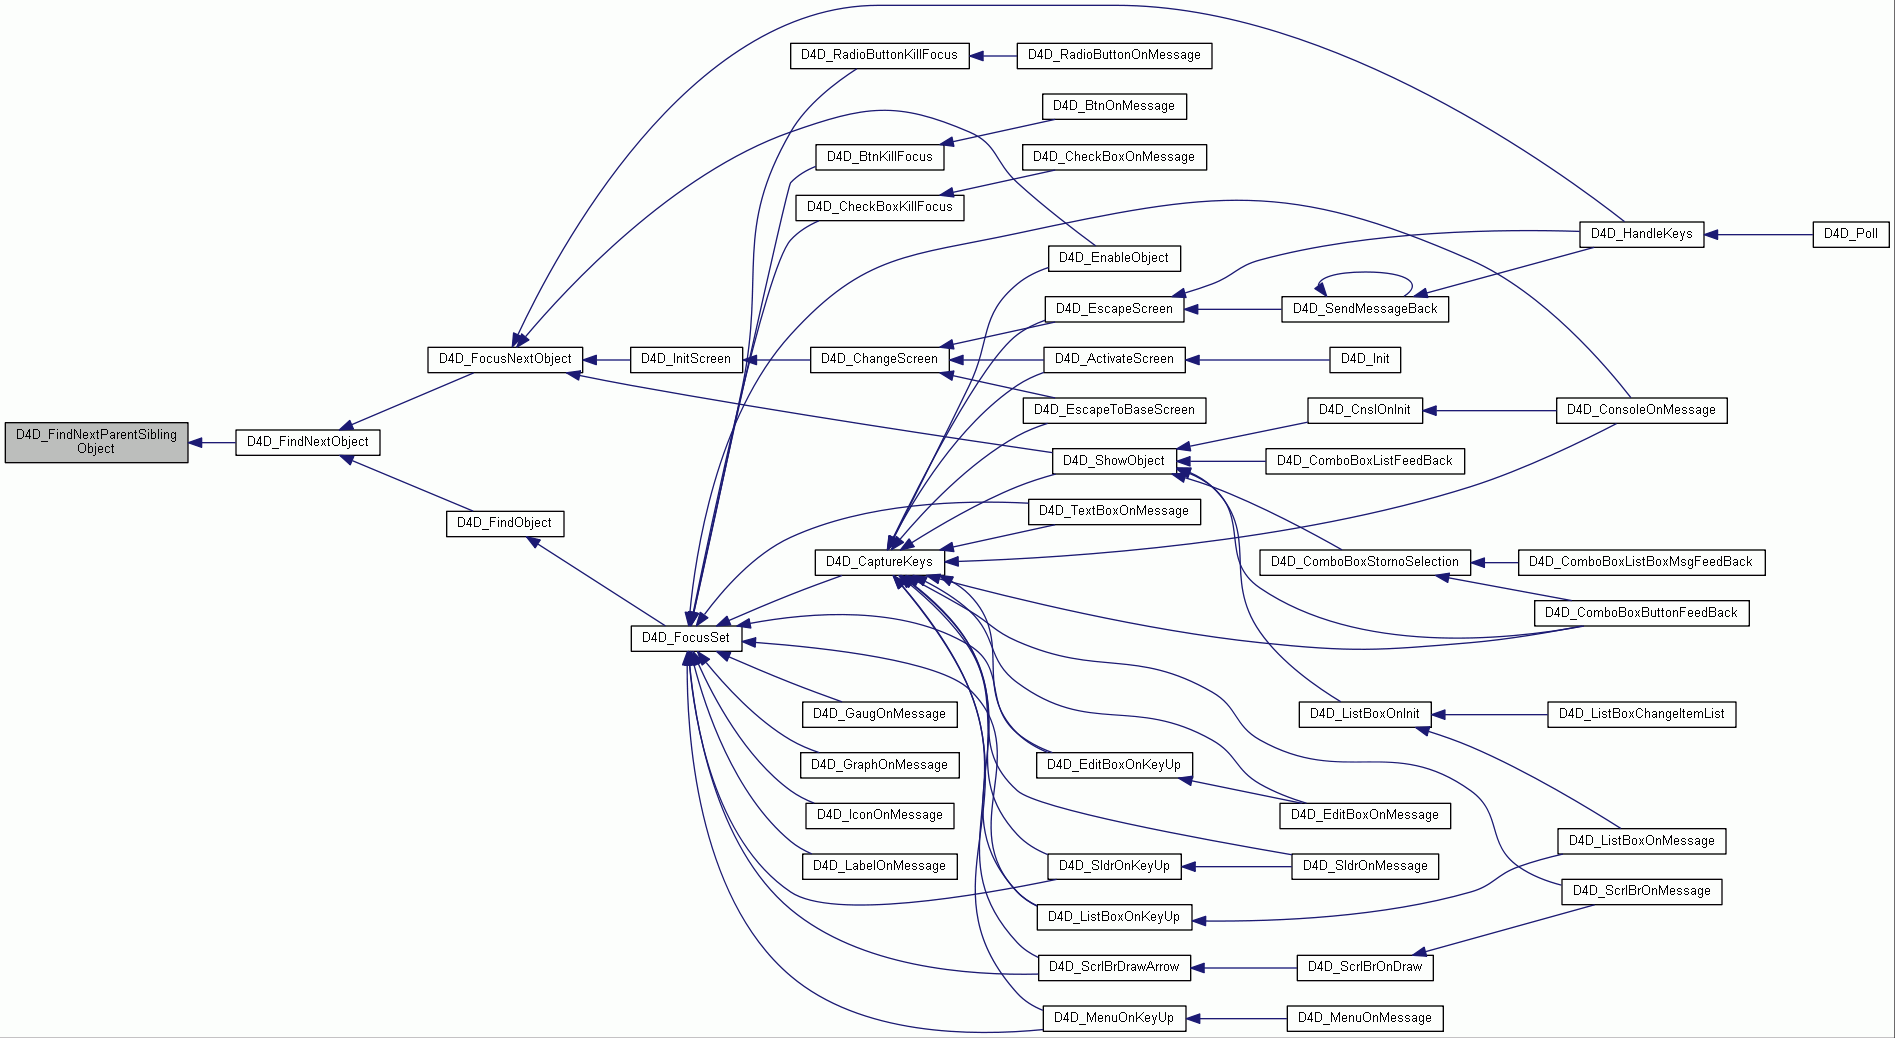 D4D_RadioButtonKillFocus
D4D_RadioButtonOnMessage
D4D_BtnOnMessage
D4D_BtnKillFocus
D4D_CheckBoxOnMessage
D4D_CheckBoxKillFocus
D4D_HandleKeys
D4D_Poll
D4D_EnableObject
D4D_EscapeScreen
D4D_SendMessageBack
D4D_FocusNextObject
D4D_InitScreen
D4D_ChangeScreen
D4D_ActivateScreen
D4D_Init
D4D_EscapeToBaseScreen
D4D_CnslOnInit
D4D_ConsoleOnMessage
D4D_FindNextParentSibling
Object
D4D_FindNextObject
D4D_ShowObject
D4D_ComboBoxListFeedBack
D4D_FindObject
D4D_TextBoxOnMessage
D4D_CaptureKeys
D4D_ComboBoxStornoSelection
D4D_ComboBoxListBoxMsgFeedBack
D4D_ComboBoxButtonFeedBack
D4D_FocusSet
D4D_GaugOnMessage
D4D_ListBoxOnInit
D4D_ListBoxChangeItemList
D4D_GraphOnMessage
D4D_EditBoxOnKeyUp
D4D_IconOnMessage
D4D_EditBoxOnMessage
D4D_ListBoxOnMessage
D4D_LabelOnMessage
D4D_SldrOnKeyUp
D4D_SldrOnMessage
D4D_ScrlBrOnMessage
D4D_ListBoxOnKeyUp
D4D_ScrlBrDrawArrow
D4D_ScrlBrOnDraw
D4D_MenuOnKeyUp
D4D_MenuOnMessage